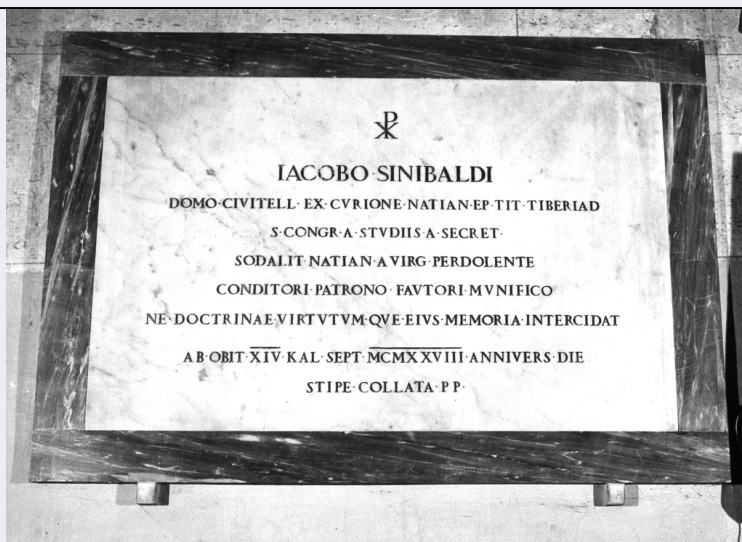 ☧
IACOBO·SINIBALDI
DOMO·CIVITELL·EX·CVRIONE·NATIAN·EP·TIT·TIBERIAD
S·CONGR·A·STVDIIS·A·SECRET·
SODALIT·NATIAN·A·VIRG·PERDOLENTE
CONDITORI·PATRONO·FAVTORI·MVNIFICO
NE·DOCTRINAE·VIRTVTVM·QVE·EIVS·MEMORIA·INTERCIDAT
AB·OBIT·XIV·KAL·SEPT·MCMXXVIII·ANNIVERS·DIE
STIPE·COLLATA·P·P·